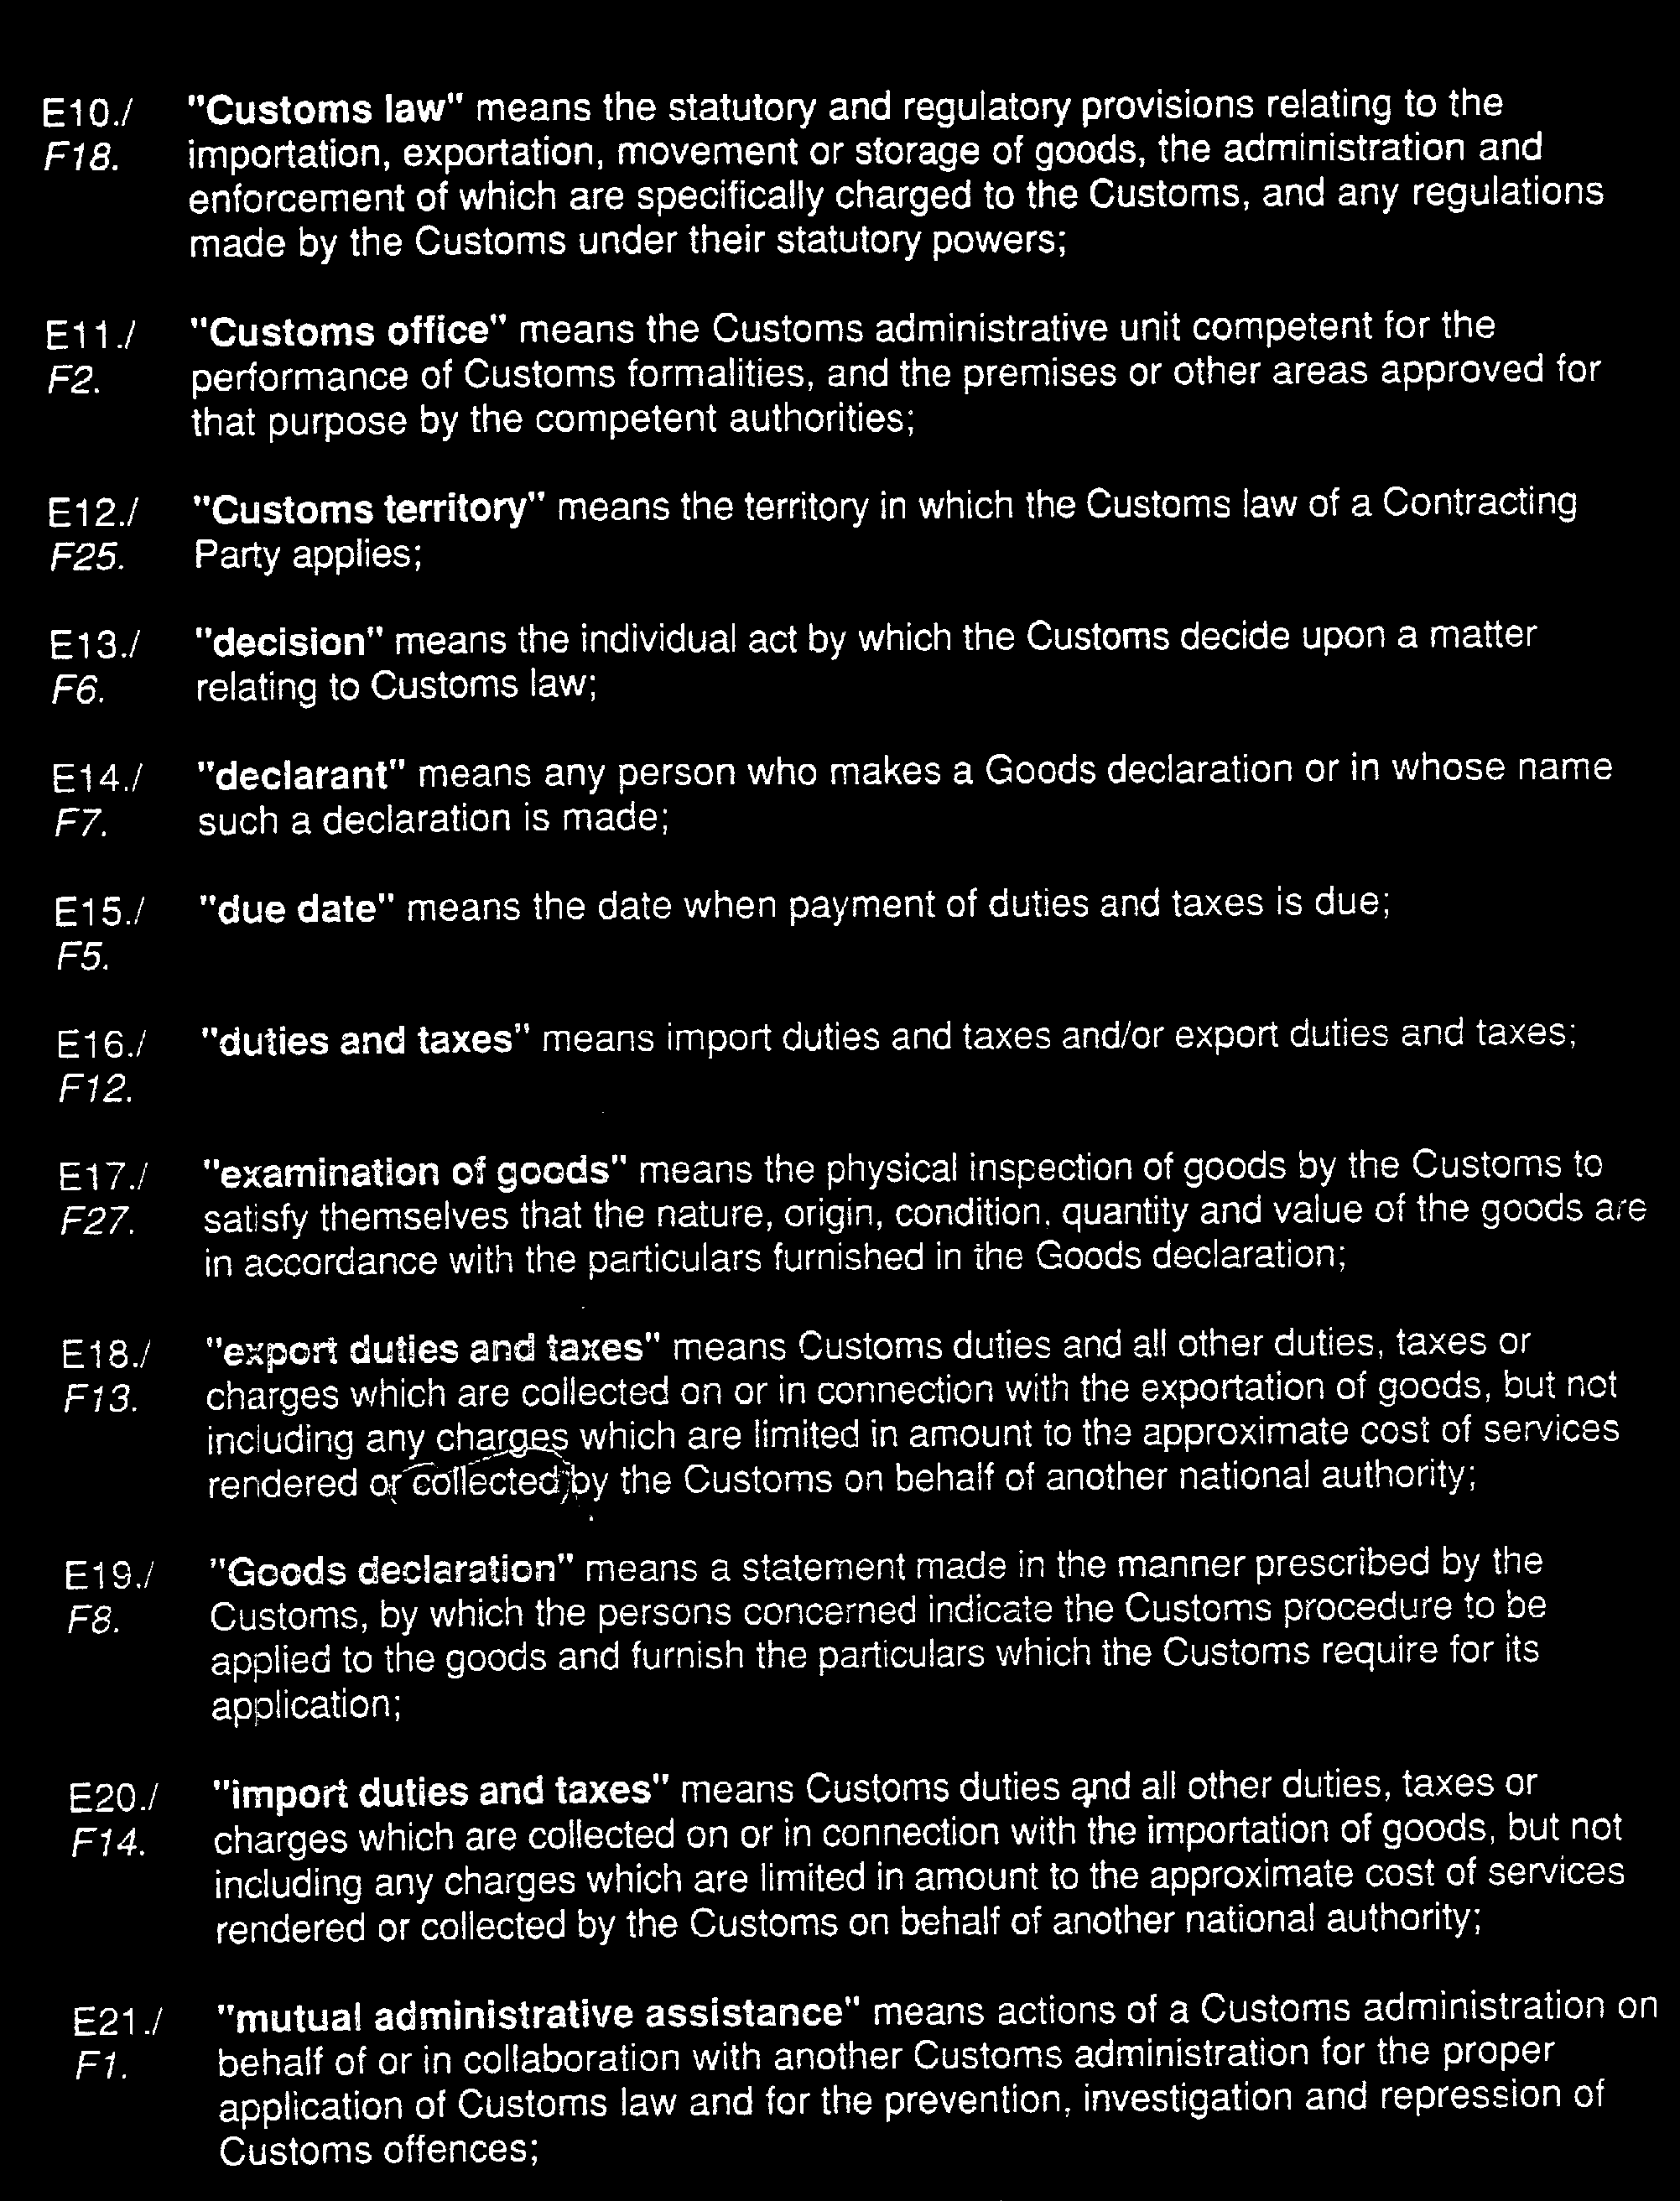 E10./ "Customs law" means the statutory and regulatory provisions relating to the
F18. importation, exportation, movement or storage of goods, the administration and
enforcement of which are specifically charged to the Customs, and any regulations
made by the Customs under their statutory powers;
E11./ "Customs office" means the Customs administrative unit competent for the
F2. performance of Customs formalities, and the premises or other areas approved for
that purpose by the competent authorities;
E12./ "Customs territory" means the territory in which the Customs law of a Contracting
F25. Party applies;
E13./ "decision" means the individual act by which the Customs decide upon a matter
F6. relating to Customs law;
E14./ "declarant" means any person who makes a Goods declaration or in whose name
F7. such a declaration is made;
E15./ "due date" means the date when payment of duties and taxes is due;
F5.
E16./ "duties and taxes" means import duties and taxes and/or export duties and taxes;
F12.
E17./ "examination of goods" means the physical inspection of goods by the Customs to
F27. satisfy themselves that the nature, origin, condition, quantity and value of the goods are
in accordance with the particulars furnished in the Goods declaration;
E18./ "export duties and taxes" means Customs duties and all other duties, taxes or
F13. charges which are collected on or in connection with the exportation of goods, but not
including any charges which are limited in amount to the approximate cost of services
rendered or collected by the Customs on behalf of another national authority;
E19./ "Goods declaration" means a statement made in the manner prescribed by the
F8. Customs, by which the persons concerned indicate the Customs procedure to be
applied to the goods and furnish the particulars which the Customs require for its
application;
E20./ "import duties and taxes" means Customs duties and all other duties, taxes or
F14. charges which are collected on or in connection with the importation of goods, but not
including any charges which are limited in amount to the approximate cost of services
rendered or collected by the Customs on behalf of another national authority;
E21./ "mutual administrative assistance" means actions of a Customs administration on
F1. behalf of or in collaboration with another Customs administration for the proper
application of Customs law and for the prevention, investigation and repression of
Customs offences;